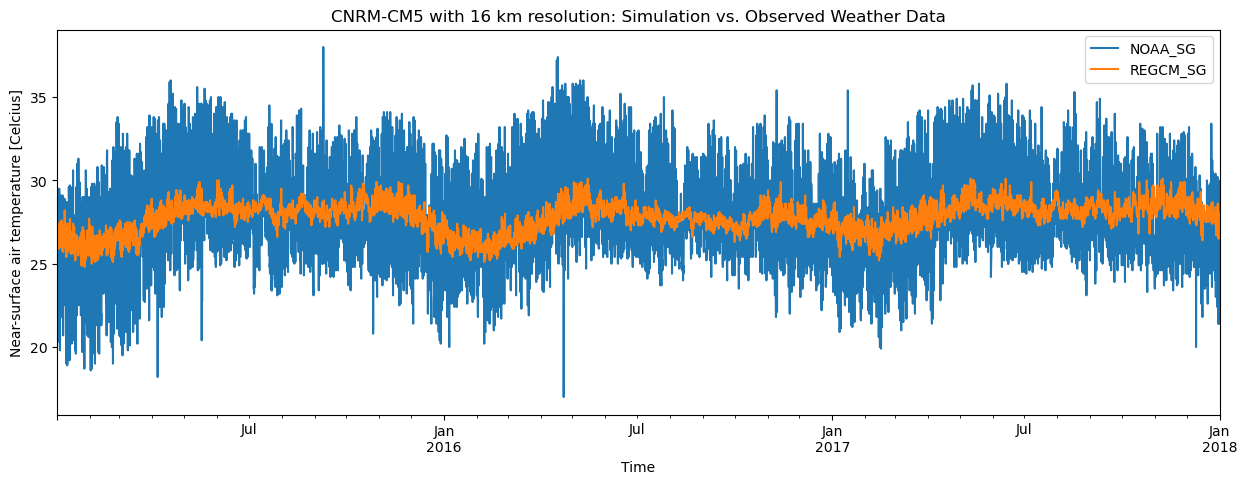 CNRM-CM5 with 16 km resolution: Simulation vs. Observed Weather Data
NOAA_SG
REGCM_SG
Near-surface air temperature [Celcius]
35
30
25
20
Jul
Jan
2016
Jul
Jan
2017
Jul
Jan
2018
Time